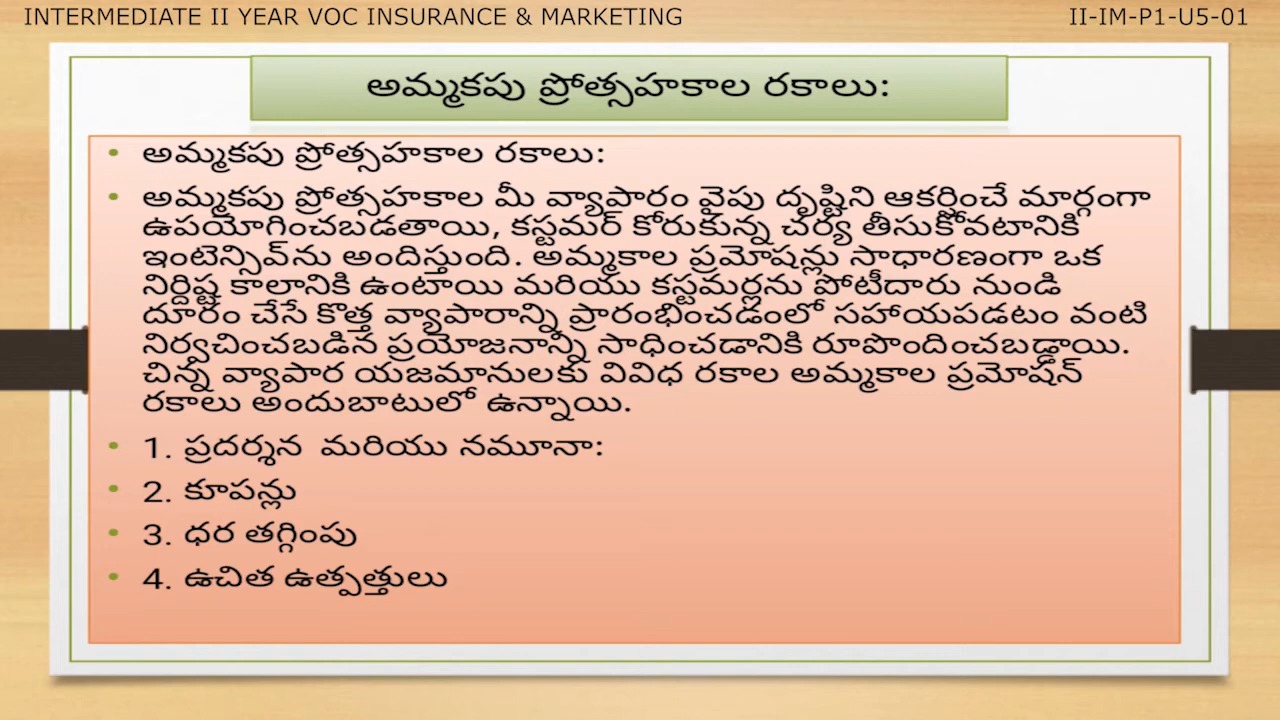 INTERMEDIATE II YEAR VOC INSURANCE & MARKETING
II-IM-P1-U5-01
అమ్మకపు ప్రోత్సహకాల రకాలు:
• అమ్మకపు ప్రోత్సహకాల రకాలు:
• అమ్మకపు ప్రోత్సహకాల మీ వ్యాపారం వైపు దృష్టిని ఆకర్షించే మార్గంగా
ఉపయోగించబడతాయి, కస్టమర్ కోరుకున్న చర్య తీసుకోవటానికి
ఇంటెన్సివ్‌ను అందిస్తుంది. అమ్మకాల ప్రమోషన్లు సాధారణంగా ఒక
నిర్దిష్ట కాలానికి ఉంటాయి మరియు కస్టమర్లను పోటీదారు నుండి
దూరం చేసే కొత్త వ్యాపారాన్ని ప్రారంభించడంలో సహాయపడటం వంటి
నిర్వచించబడిన ప్రయోజనాన్ని సాధించడానికి రూపొందించబడ్డాయి.
చిన్న వ్యాపార యజమానులకు వివిధ రకాల అమ్మకాల ప్రమోషన్
రకాలు అందుబాటులో ఉన్నాయి.
• 1. ప్రదర్శన మరియు నమూనా:
• 2. కూపన్లు
• 3. ధర తగ్గింపు
• 4. ఉచిత ఉత్పత్తులు